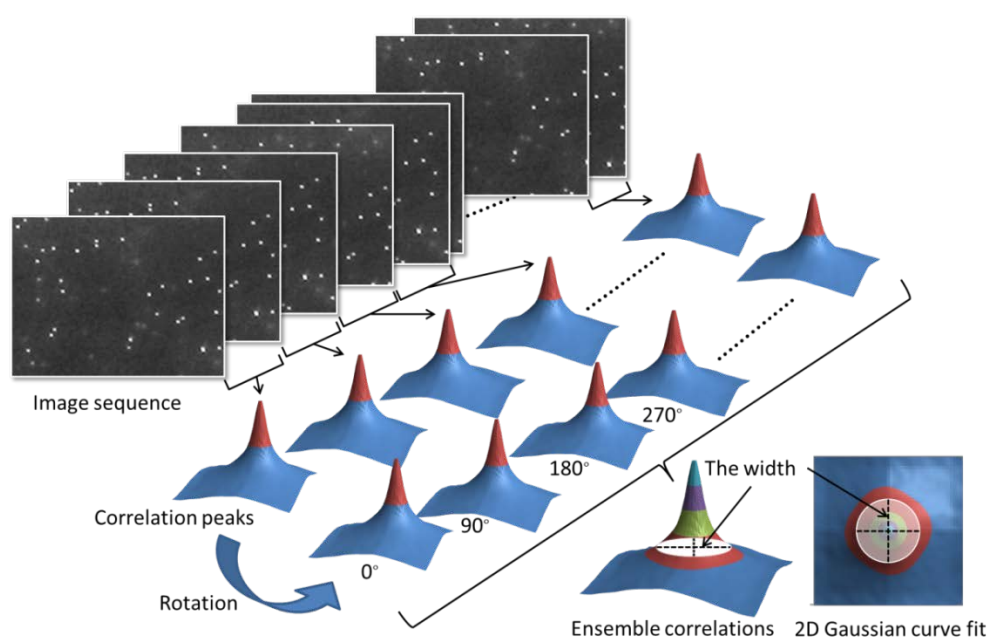 Image sequence
Correlation peaks
Rotation
0°
90°
180°
270°
The width
Ensemble correlations
2D Gaussian curve fit